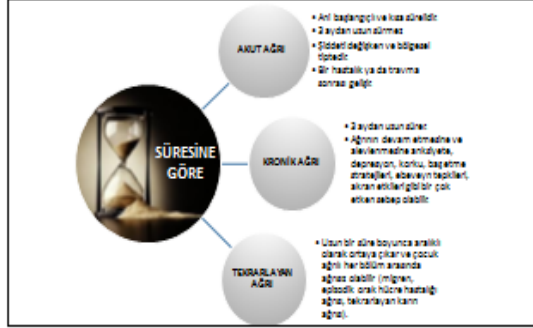 AKUT AĞRI
• Ani başlangıçlı ve kısa sürelidir.
• 3 aydan uzun sürmez
• Şiddeti değişken ve bölgesel
tiptedir.
• Bir hastalık ya da travma
sonrası gelişir.
SÜRESİNE
GÖRE
KRONİK AĞRI
• 3 aydan uzun sürer.
• Ağrının devam etmesine ve
alevlenmesine anksiyete,
depresyon, korku, başetme
stratejileri, ebeveyn tepkileri,
akran etkileri gibi bir çok
etken sebep olabilir.
TEKRARLAYAN
AĞRI
• Uzun bir süre boyunca aralıklı
olarak ortaya çıkar ve çocuk
ağrılı her bölüm arasında
ağrısız olabilir (migren,
epizodik orak hücre hastalığı
ağrısı, tekrarlayan karın
ağrısı).